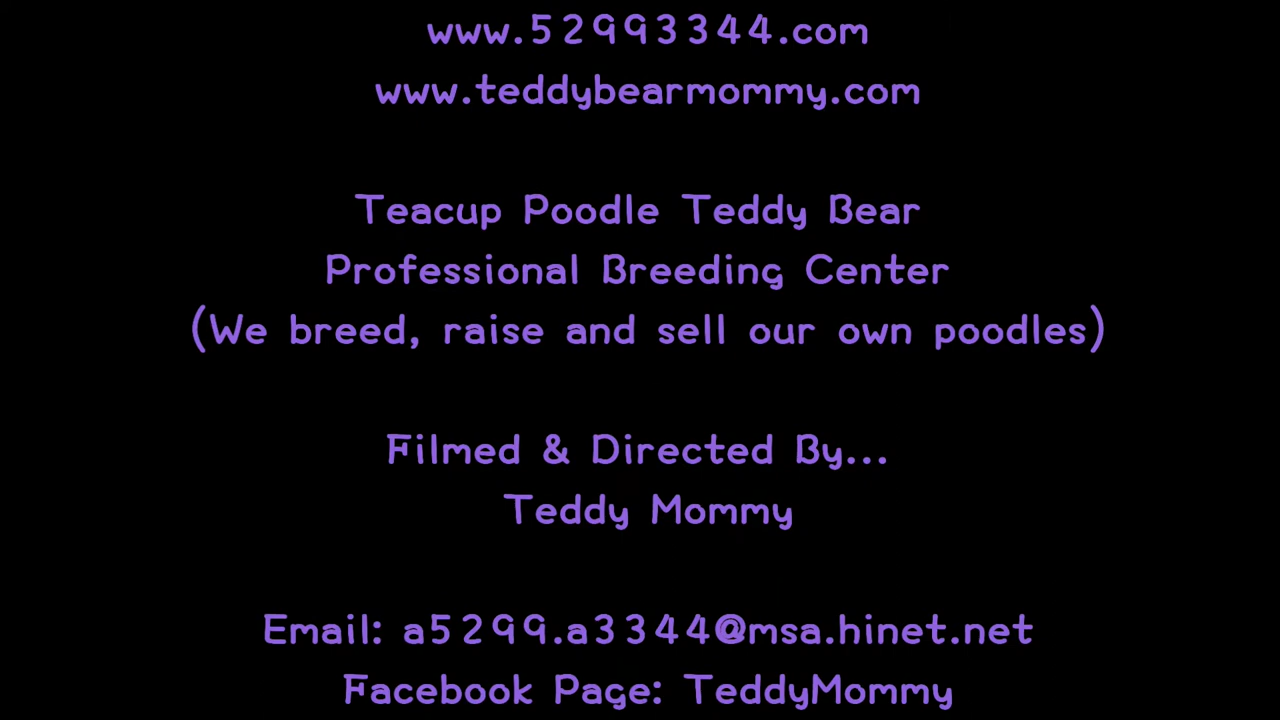 www.52993344.com
www.teddybearmommy.com
Teacup Poodle Teddy Bear
Professional Breeding Center
(We breed, raise and sell our own poodles)
Filmed & Directed By...
Teddy Mommy
Email: a5299.a3344@msa.hinet.net
Facebook Page: TeddyMommy